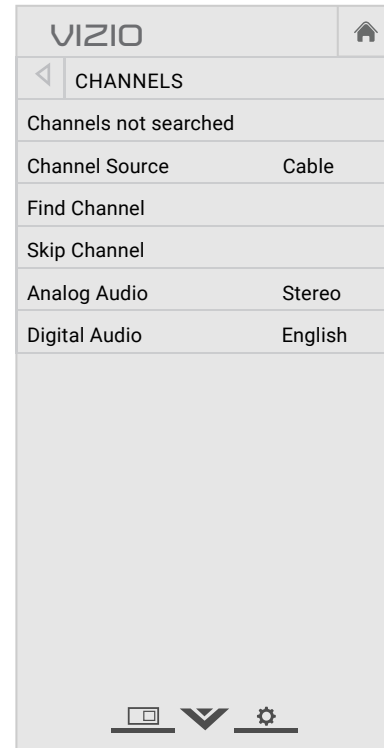 VIZIO
CHANNELS
Channels not searched
Channel Source Cable
Find Channel
Skip Channel
Analog Audio Stereo
Digital Audio English